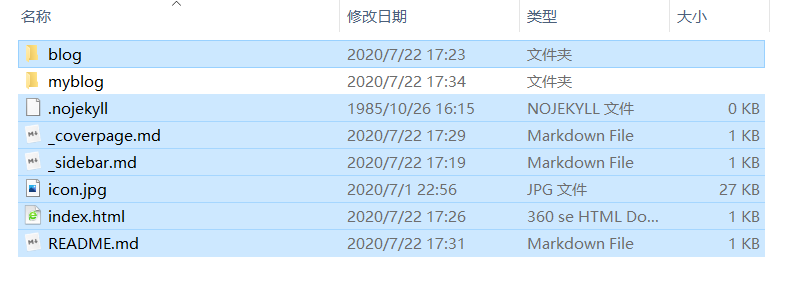 名称 修改日期 类型 大小
blog 2020/7/22 17:23 文件夹
myblog 2020/7/22 17:34 文件夹
.nojekyll 1985/10/26 16:15 NOJEKYLL 文件 0 KB
_coverpage.md 2020/7/22 17:29 Markdown File 1 KB
_sidebar.md 2020/7/22 17:19 Markdown File 1 KB
icon.jpg 2020/7/1 22:56 JPG 文件 27 KB
index.html 2020/7/22 17:26 360 se HTML Do... 1 KB
README.md 2020/7/22 17:31 Markdown File 1 KB